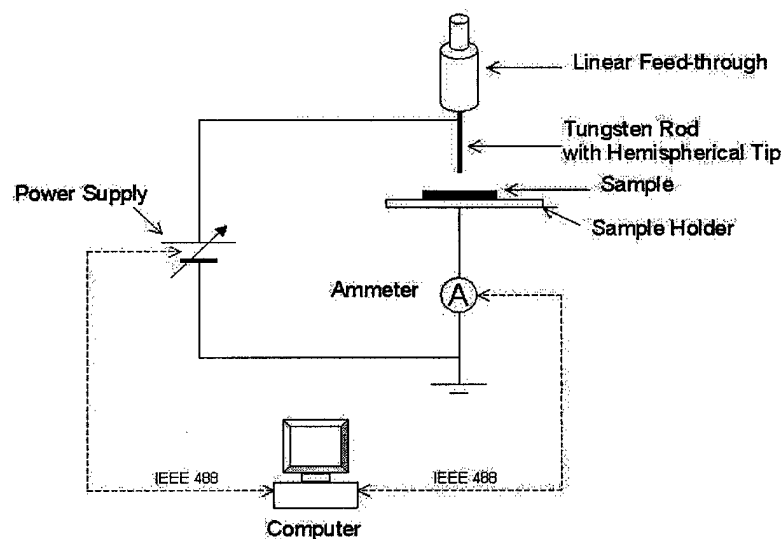 Linear Feed-through
Tungsten Rod
with Hemispherical Tip
Sample
Power Supply
Sample Holder
Ammeter
A
IEEE 488
IEEE 488
Computer